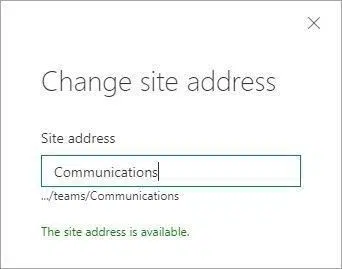 Change site address
Site address
Communications
.../teams/Communications
The site address is available.